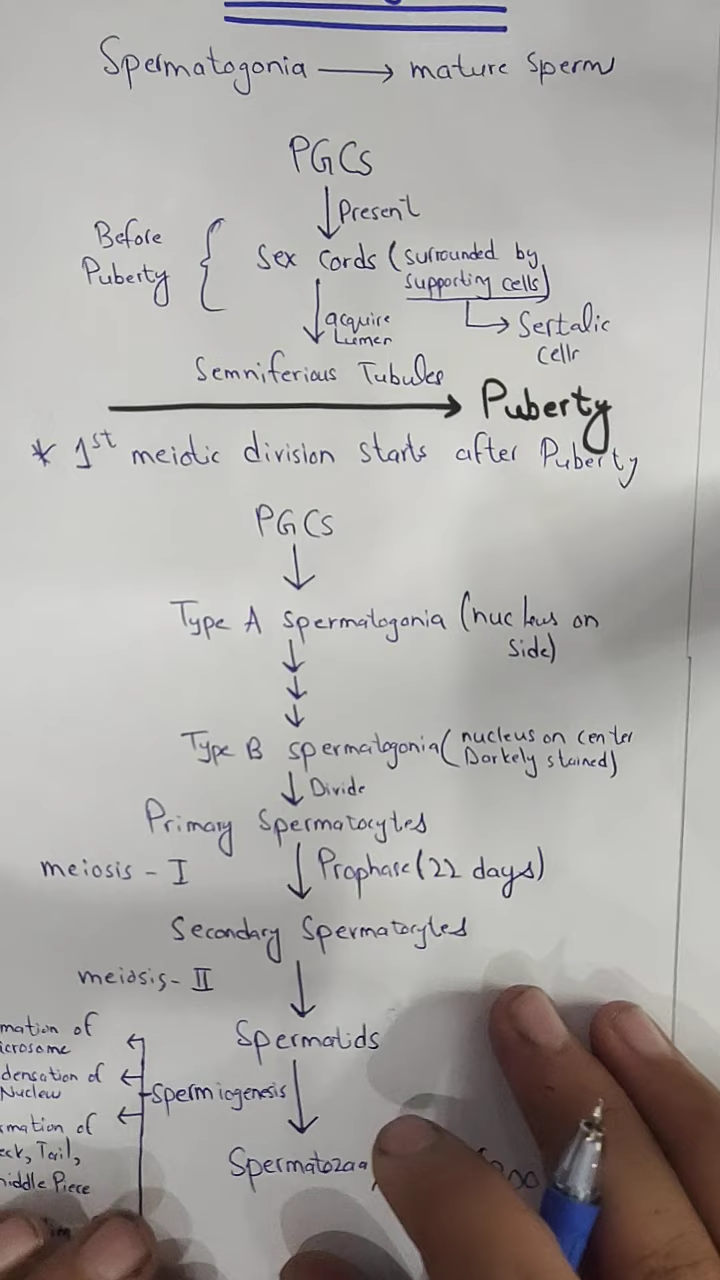 Spermatogonia → mature sperm
PGCs
↓ Present
Before
Puberty
Sex Cords (surrounded by
supporting cells)
→ Sertalic
cells
↓ acquire
Lumen
Semniferious Tubules
→ Puberty
* 1st meiotic division starts after Puberty
PGCs
↓
Type A spermatogonia (nucleus on
side)
↓
↓
↓
Type B spermatogonia (nucleus on center
Darkely stained)
↓ Divide
Primary Spermatocytes
meiosis - I ↓ Prophase (22 days)
Secondary Spermatocytes
meiosis - II ↓
Spermatids
mation of
crosome
densation of
Nucleus
rmation of
eck, Tail,
iddle Piece
Spermiogenesis ↓
Spermatozaa